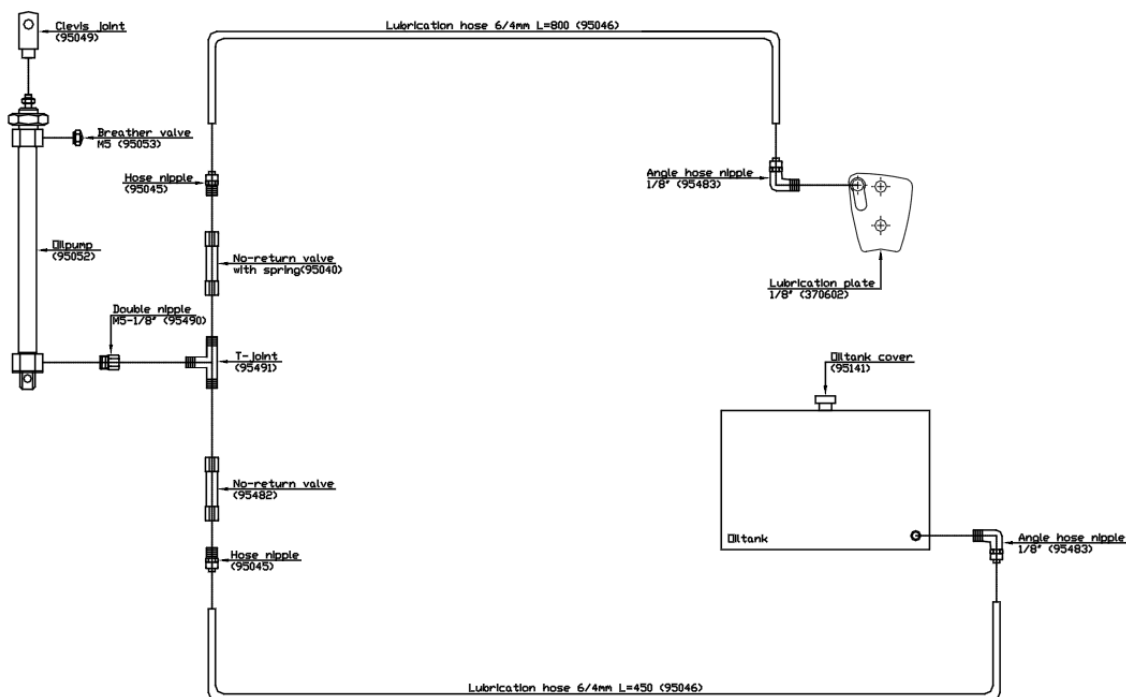 Clevis joint
(95049)
Lubrication hose 6/4mm L=800 (95046)
Breather valve
M5 (95053)
Hose nipple
(95045)
Angle hose nipple
1/8" (95483)
Oilpump
(95052)
No-return valve
with spring(95040)
Lubrication plate
1/8" (370602)
Double nipple
M5-1/8" (95490)
T-joint
(95491)
Oiltank cover
(95141)
No-return valve
(95482)
Oiltank
Angle hose nipple
1/8" (95483)
Hose nipple
(95045)
Lubrication hose 6/4mm L=450 (95046)